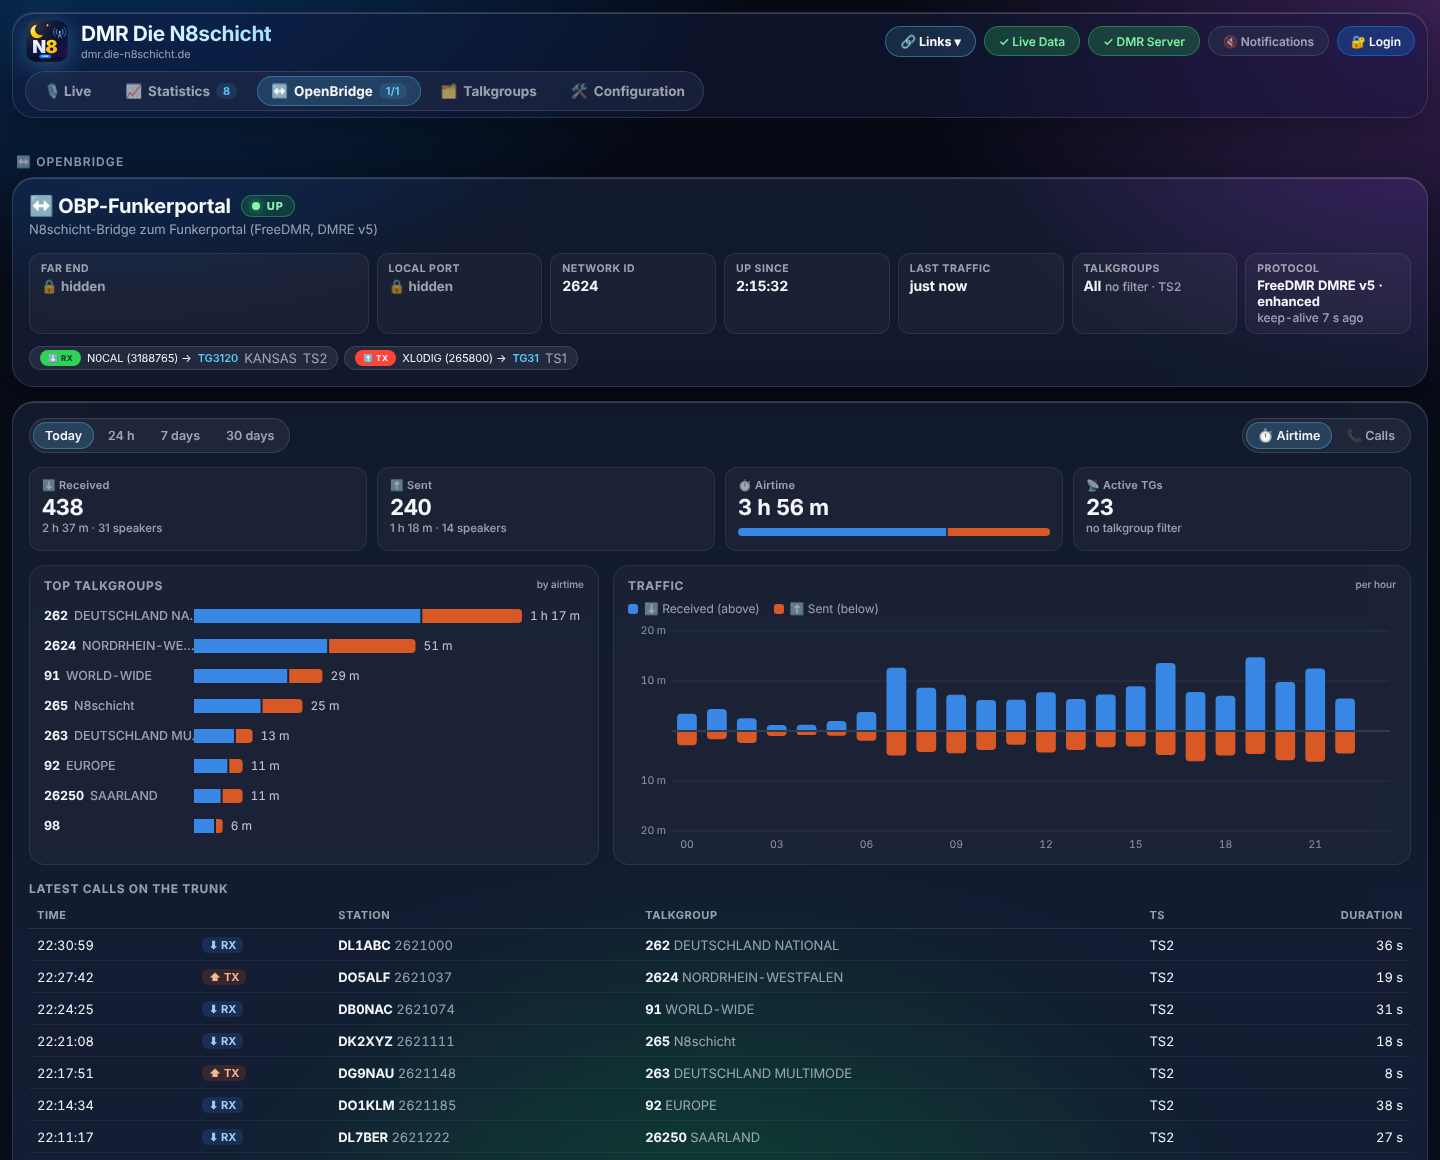 N8
DMR Die N8schicht
dmr.die-n8schicht.de
Links ▾
✓ Live Data
✓ DMR Server
Notifications
Login
Live
Statistics 8
OpenBridge 1/1
Talkgroups
Configuration
OPENBRIDGE
OBP-Funkerportal
UP
N8schicht-Bridge zum Funkerportal (FreeDMR, DMRE v5)
FAR END
hidden
LOCAL PORT
hidden
NETWORK ID
2624
UP SINCE
2:15:32
LAST TRAFFIC
just now
TALKGROUPS
All no filter · TS2
PROTOCOL
FreeDMR DMRE v5 ·
enhanced
keep-alive 7 s ago
RX N0CAL (3188765) → TG3120 KANSAS TS2
TX XL0DIG (265800) → TG31 TS1
Today
24 h
7 days
30 days
Airtime
Calls
Received
438
2 h 37 m · 31 speakers
Sent
240
1 h 18 m · 14 speakers
Airtime
3 h 56 m
Active TGs
23
no talkgroup filter
TOP TALKGROUPS
by airtime
262 DEUTSCHLAND NA... 1 h 17 m
2624 NORDRHEIN-WE... 51 m
91 WORLD-WIDE 29 m
265 N8schicht 25 m
263 DEUTSCHLAND MU... 13 m
92 EUROPE 11 m
26250 SAARLAND 11 m
98 6 m
TRAFFIC
per hour
Received (above)
Sent (below)
20 m
10 m
10 m
20 m
00 03 06 09 12 15 18 21
LATEST CALLS ON THE TRUNK
TIME STATION TALKGROUP TS DURATION
22:30:59 ⬇ RX DL1ABC 2621000 262 DEUTSCHLAND NATIONAL TS2 36 s
22:27:42 ⬆ TX DO5ALF 2621037 2624 NORDRHEIN-WESTFALEN TS2 19 s
22:24:25 ⬇ RX DB0NAC 2621074 91 WORLD-WIDE TS2 31 s
22:21:08 ⬇ RX DK2XYZ 2621111 265 N8schicht TS2 18 s
22:17:51 ⬆ TX DG9NAU 2621148 263 DEUTSCHLAND MULTIMODE TS2 8 s
22:14:34 ⬇ RX DO1KLM 2621185 92 EUROPE TS2 38 s
22:11:17 ⬇ RX DL7BER 2621222 26250 SAARLAND TS2 27 s